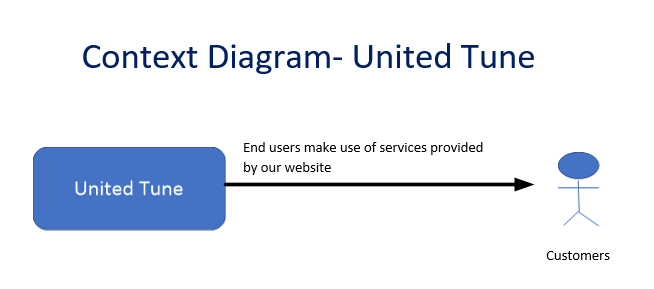 Context Diagram- United Tune
End users make use of services provided
by our website
United Tune
Customers